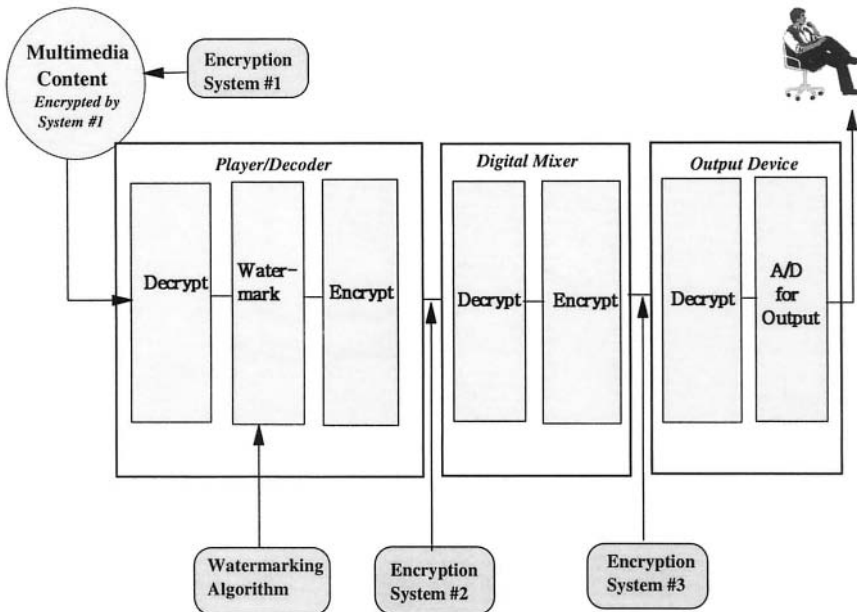 Multimedia
Content
Encrypted by
System #1
Encryption
System #1
Player/Decoder
Decrypt
Water-
mark
Encrypt
Digital Mixer
Decrypt
Encrypt
Output Device
Decrypt
A/D
for
Output
Watermarking
Algorithm
Encryption
System #2
Encryption
System #3